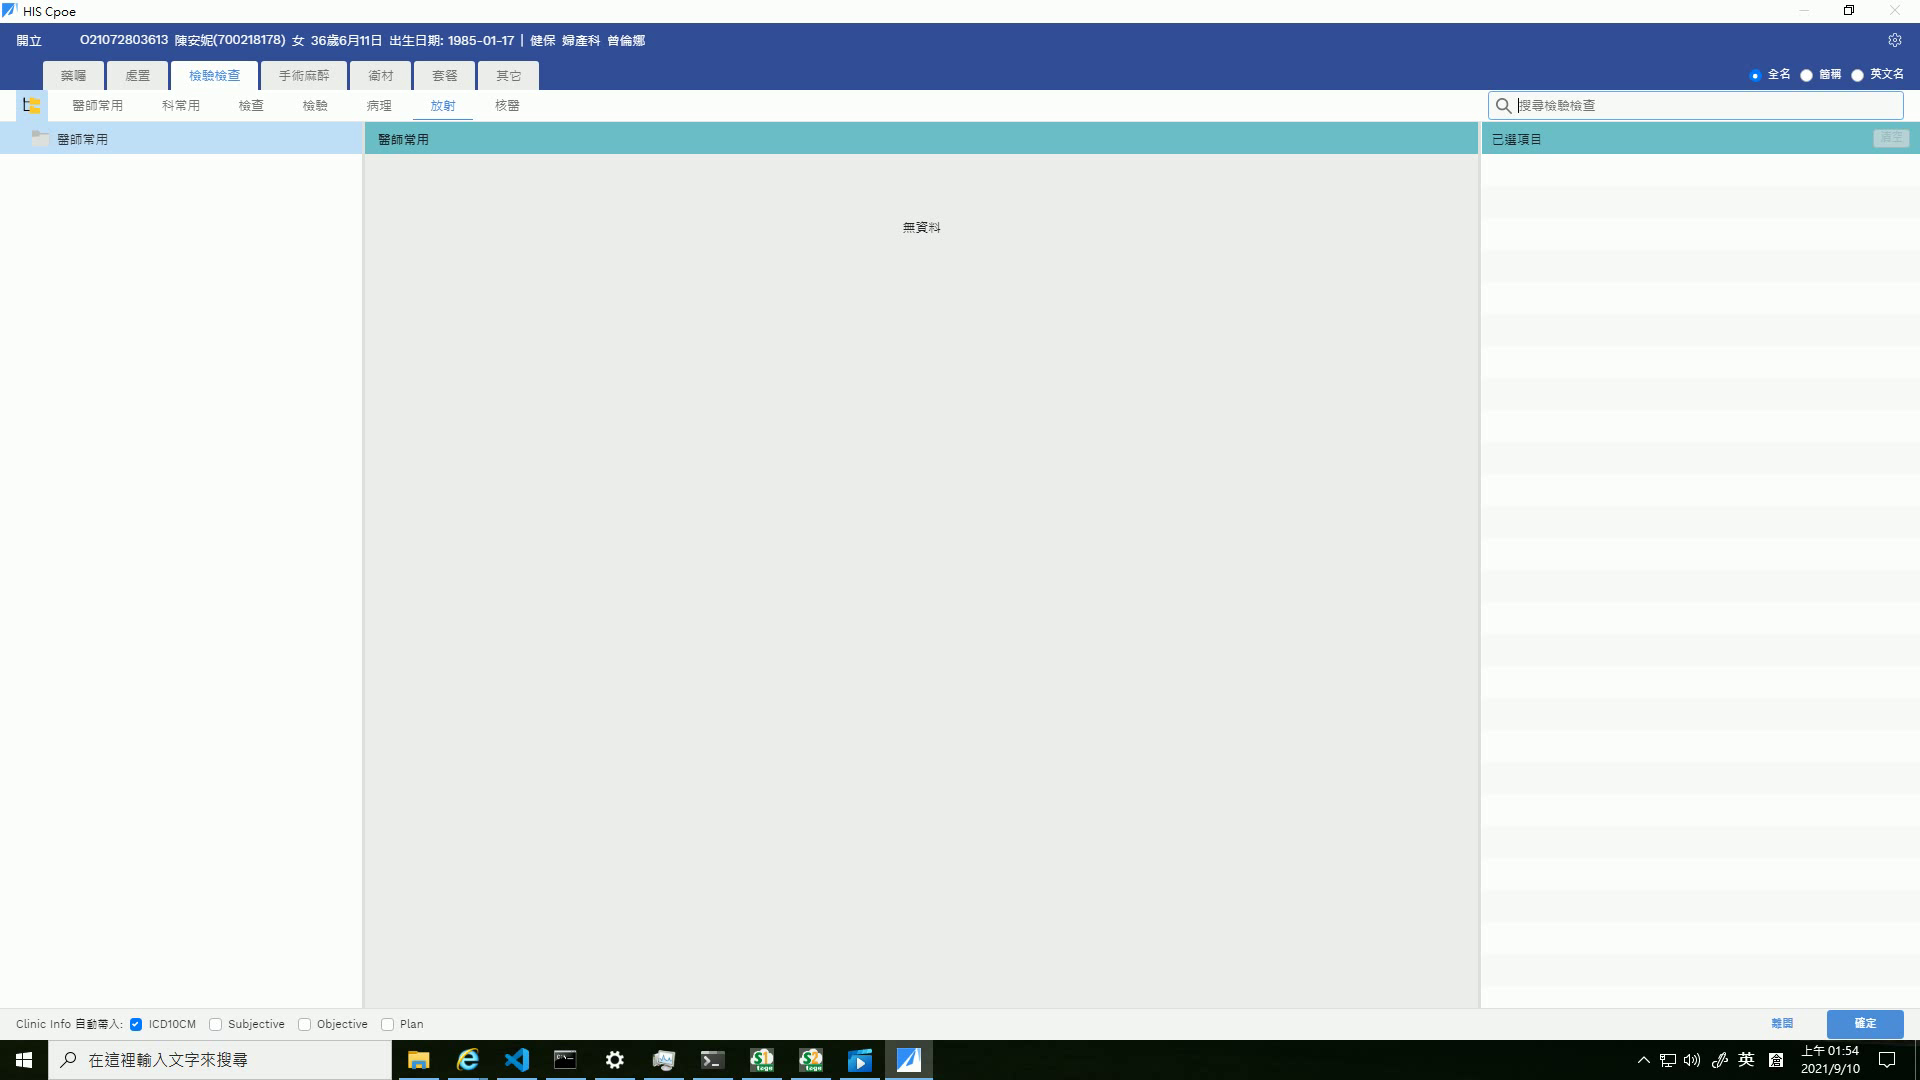 HIS Cpoe
開立 O21072803613 陳安妮(700218178) 女 36歲6月11日 出生日期: 1985-01-17 | 健保 婦產科 曾倫娜
藥囑 處置 檢驗檢查 手術麻醉 衛材 套餐 其它 全名 簡稱 英文名
醫師常用 科常用 檢查 檢驗 病理 放射 核醫 搜尋檢驗檢查
醫師常用 醫師常用 已選項目 清空
無資料
Clinic Info 自動帶入: ICD10CM Subjective Objective Plan 離開 確定
在這裡輸入文字來搜尋 英 上午 01:54
2021/9/10